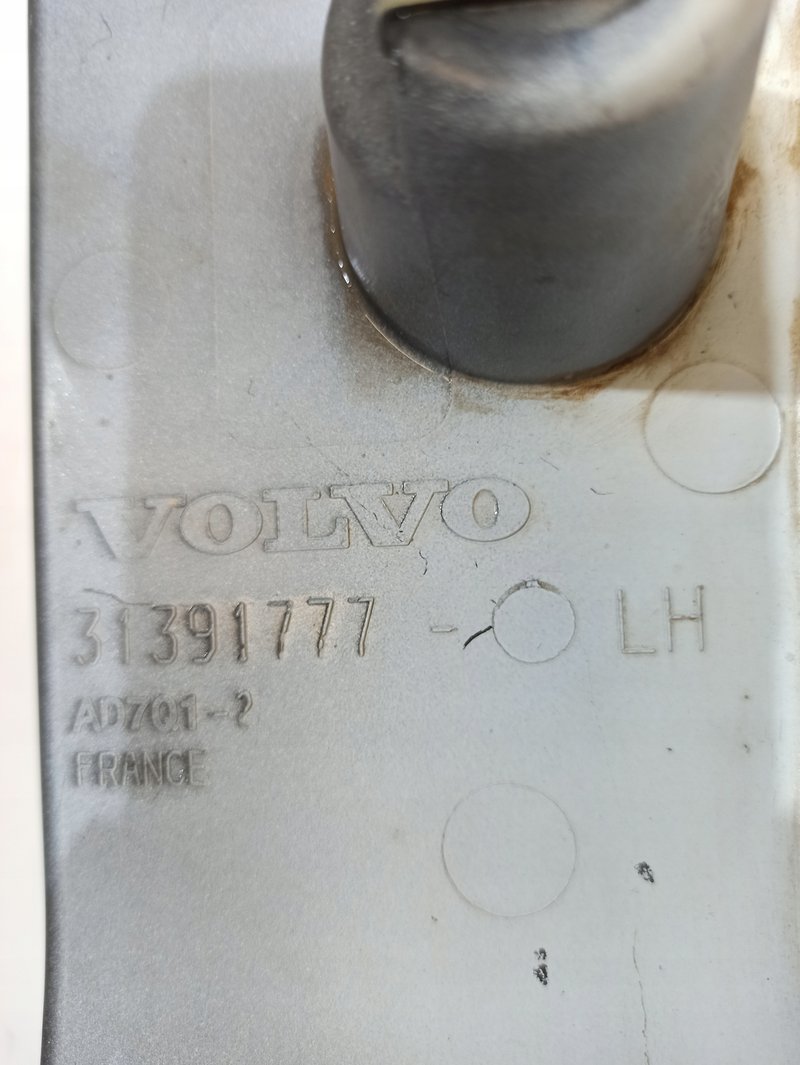 VOLVO
31391777 - LH
AD701-2
FRANCE